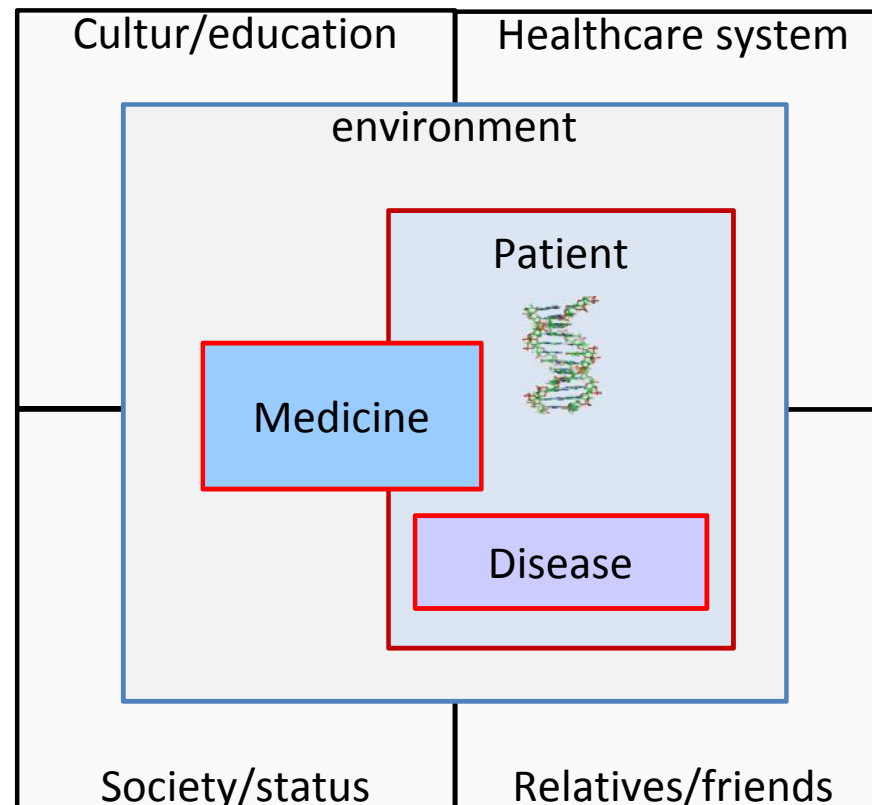 Cultur/education
Healthcare system
environment
Patient
Medicine
Disease
Society/status
Relatives/friends